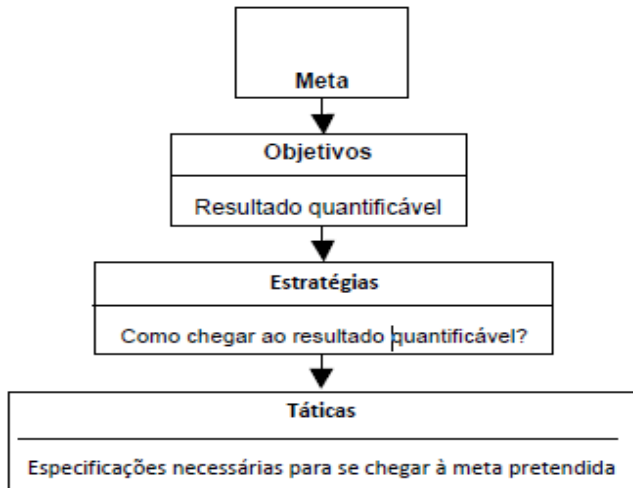 Meta
Objetivos
Resultado quantificável
Estratégias
Como chegar ao resultado quantificável?
Táticas
Especificações necessárias para se chegar à meta pretendida